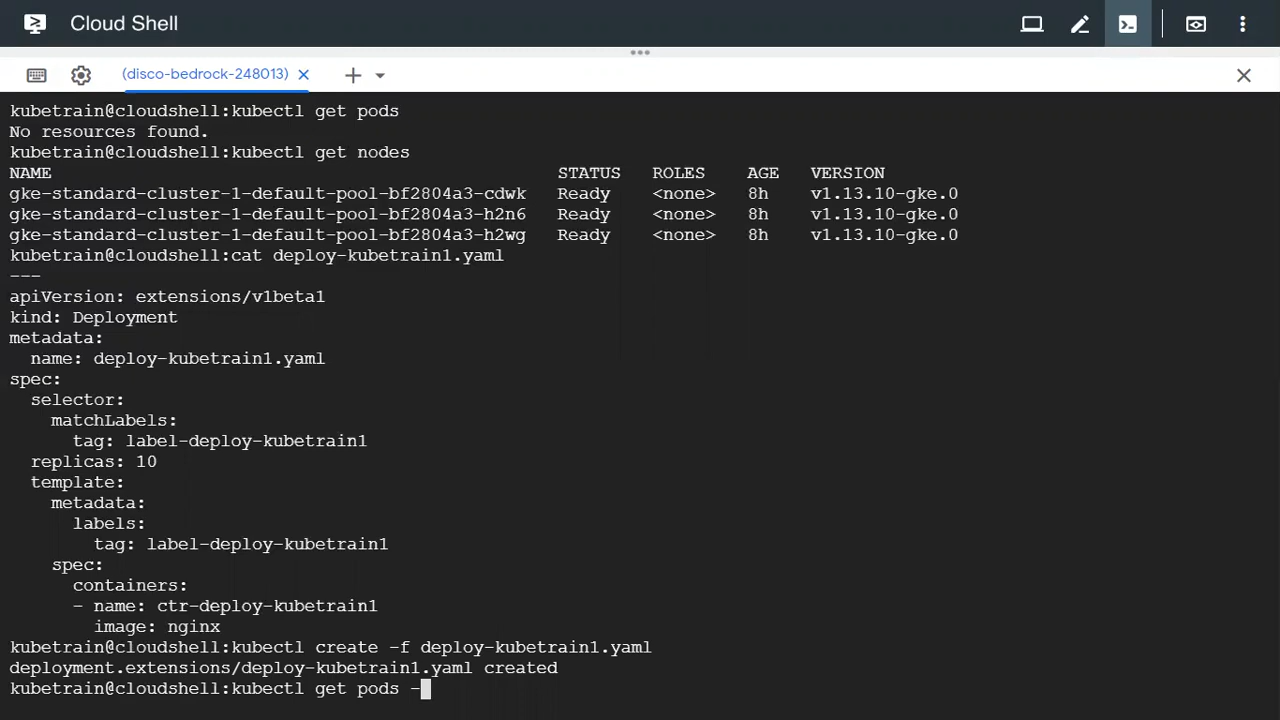 Cloud Shell
(disco-bedrock-248013)
kubetrain@cloudshell:kubectl get pods
No resources found.
kubetrain@cloudshell:kubectl get nodes
NAME STATUS ROLES AGE VERSION
gke-standard-cluster-1-default-pool-bf2804a3-cdwk Ready <none> 8h v1.13.10-gke.0
gke-standard-cluster-1-default-pool-bf2804a3-h2n6 Ready <none> 8h v1.13.10-gke.0
gke-standard-cluster-1-default-pool-bf2804a3-h2wg Ready <none> 8h v1.13.10-gke.0
kubetrain@cloudshell:cat deploy-kubetrain1.yaml
---
apiVersion: extensions/v1beta1
kind: Deployment
metadata:
  name: deploy-kubetrain1.yaml
spec:
  selector:
    matchLabels:
      tag: label-deploy-kubetrain1
  replicas: 10
  template:
    metadata:
      labels:
        tag: label-deploy-kubetrain1
    spec:
      containers:
      - name: ctr-deploy-kubetrain1
        image: nginx
kubetrain@cloudshell:kubectl create -f deploy-kubetrain1.yaml
deployment.extensions/deploy-kubetrain1.yaml created
kubetrain@cloudshell:kubectl get pods -